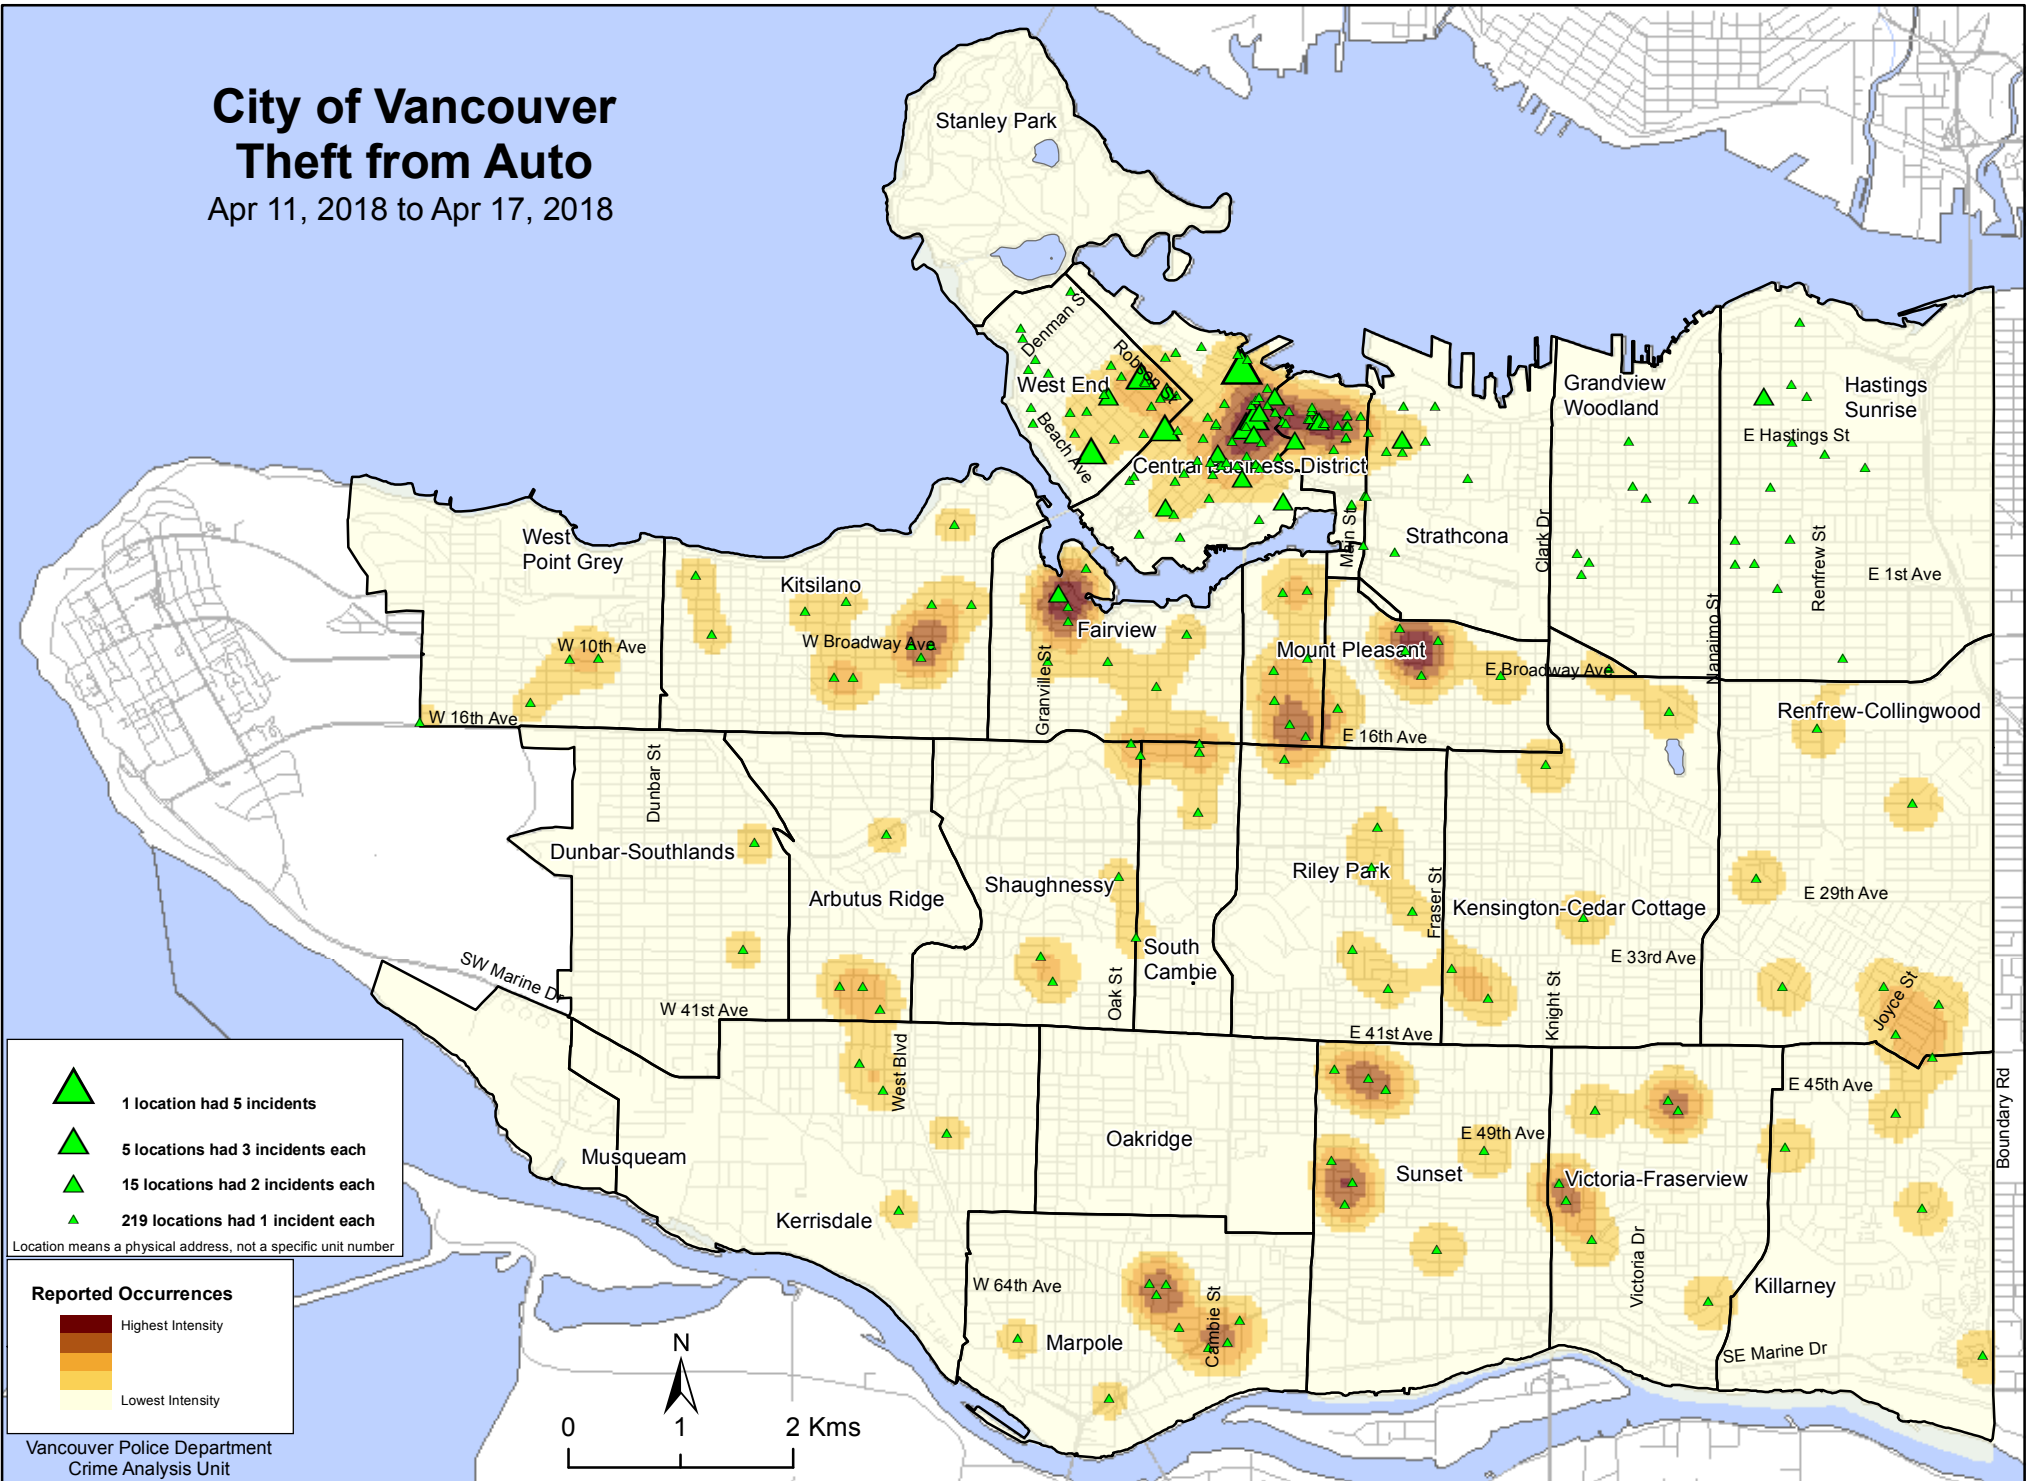 City of Vancouver
Theft from Auto
Apr 11, 2018 to Apr 17, 2018
Stanley Park
Denman St
Robson St
West End
Beach Ave
Central Business District
Grandview
Woodland
Hastings
Sunrise
E Hastings St
Strathcona
Main St
Clark Dr
Nanaimo St
Renfrew St
E 1st Ave
West
Point Grey
Kitsilano
W 10th Ave
W Broadway Ave
W 16th Ave
Fairview
Granville St
Mount Pleasant
E Broadway Ave
E 16th Ave
Renfrew-Collingwood
Dunbar St
Dunbar-Southlands
Arbutus Ridge
Shaughnessy
Riley Park
Fraser St
Kensington-Cedar Cottage
E 29th Ave
E 33rd Ave
South
Cambie
Oak St
Knight St
Joyce St
SW Marine Dr
W 41st Ave
E 41st Ave
West Blvd
E 45th Ave
Boundary Rd
Musqueam
Oakridge
E 49th Ave
Sunset
Victoria-Fraserview
Kerrisdale
Victoria Dr
W 64th Ave
Marpole
Cambie St
Killarney
SE Marine Dr
1 location had 5 incidents
5 locations had 3 incidents each
15 locations had 2 incidents each
219 locations had 1 incident each
Location means a physical address, not a specific unit number
Reported Occurrences
Highest Intensity
Lowest Intensity
Vancouver Police Department
Crime Analysis Unit
N
0 1 2 Kms